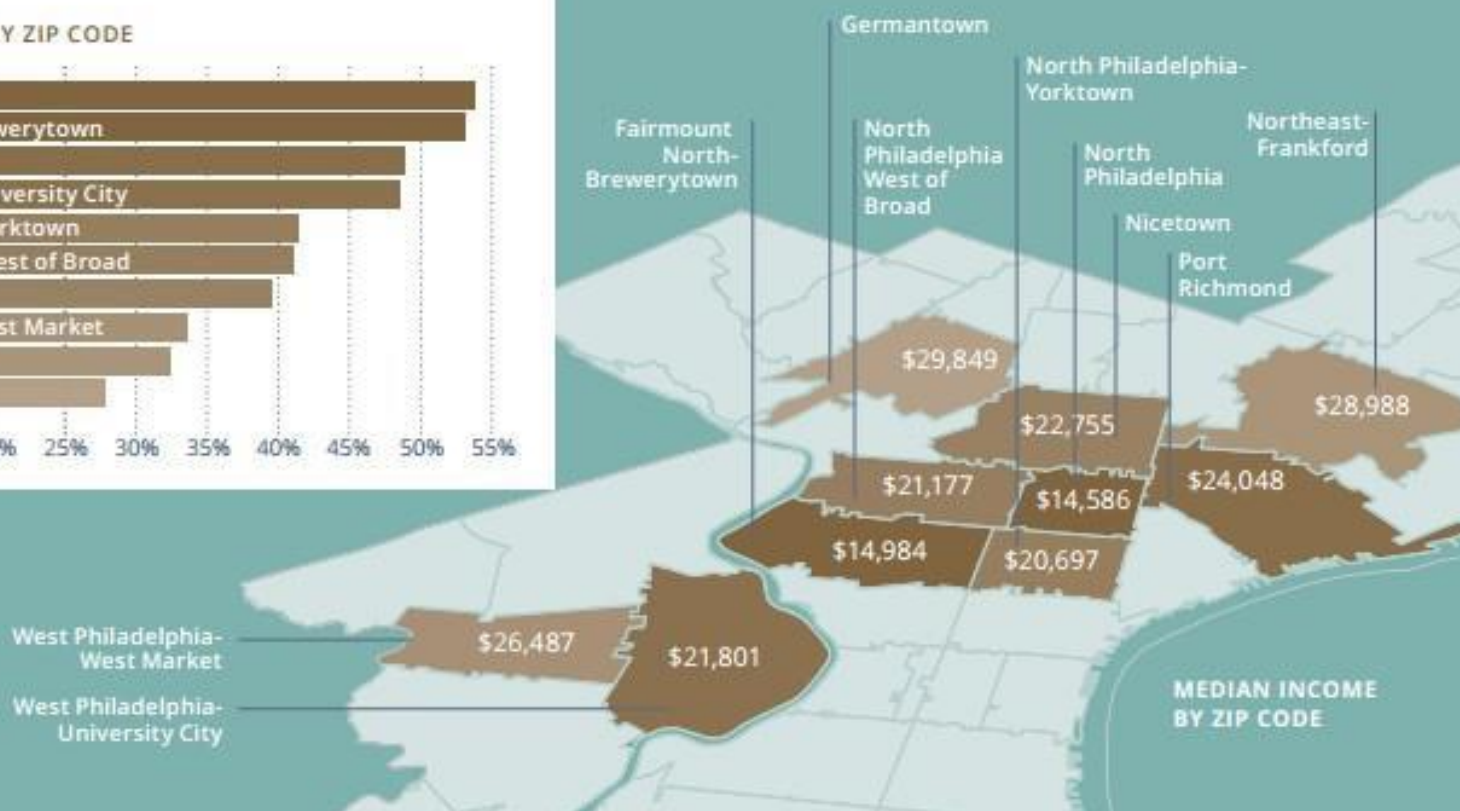 Y ZIP CODE
werytown
versity City
rktown
est of Broad
st Market
%
25%
30%
35%
40%
45%
50%
55%
Germantown
North Philadelphia-
Yorktown
Fairmount
North-
Brewerytown
North
Philadelphia
West of
Broad
North
Philadelphia
Northeast-
Frankford
Nicetown
Port
Richmond
$29,849
$28,988
$22,755
$21,177
$14,586
$24,048
$14,984
$20,697
$26,487
$21,801
West Philadelphia-
West Market
West Philadelphia-
University City
MEDIAN INCOME
BY ZIP CODE